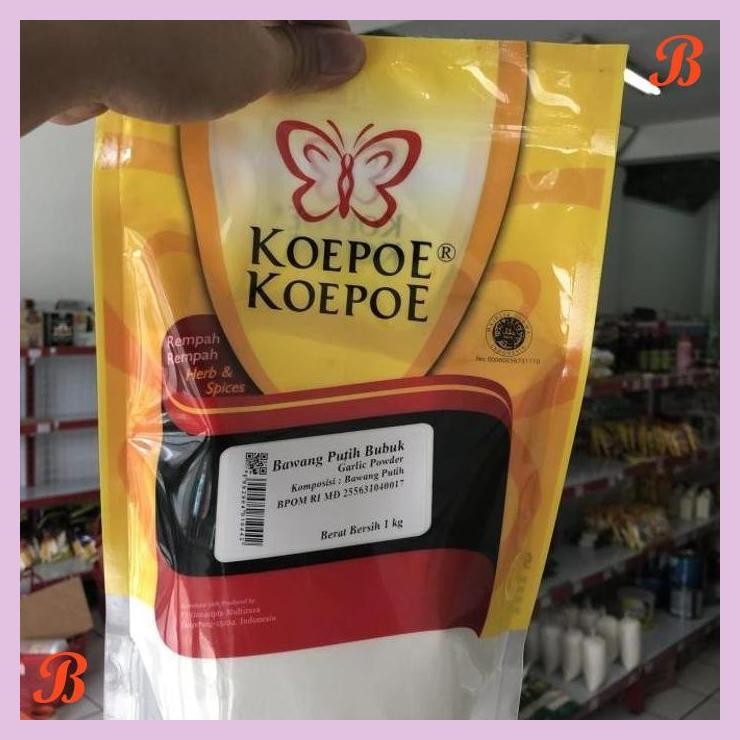 B
KOEPOE®
KOEPOE
Rempah
Rempah
Herb &
Spices
Bawang Putih Bubuk
Garlic Powder
Komposisi : Bawang Putih
BPOM RI MD 255631040017
Berat Bersih 1 kg
B